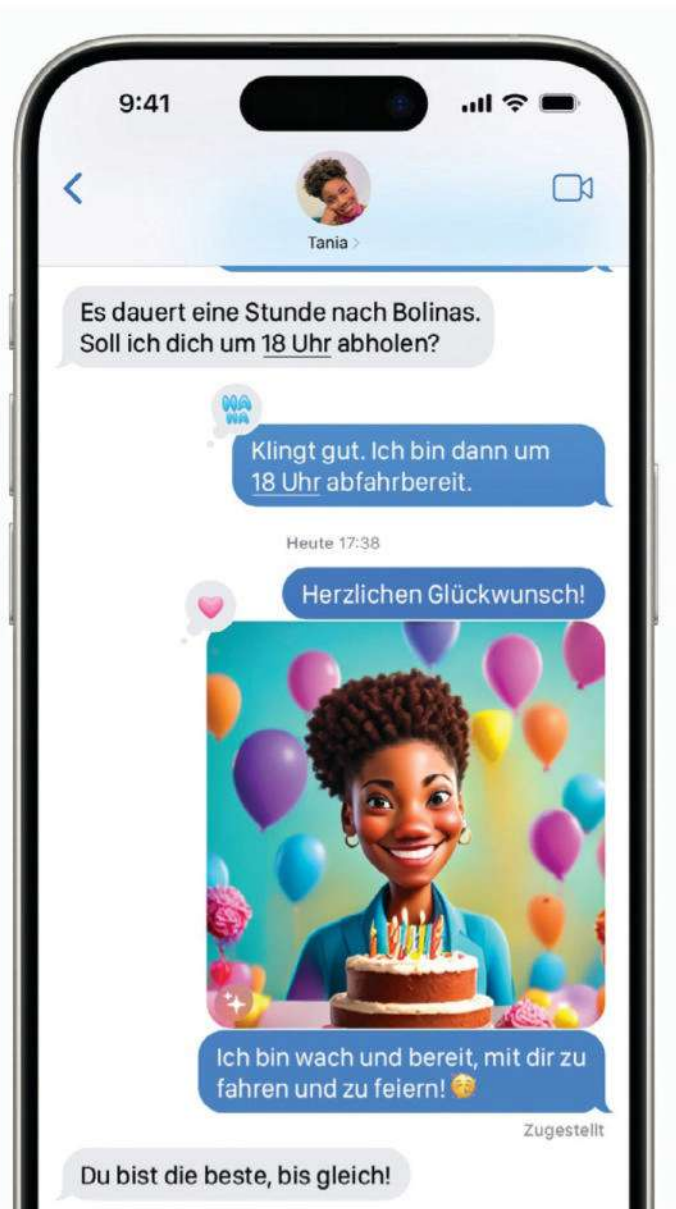 9:41
Tania
Es dauert eine Stunde nach Bolinas.
Soll ich dich um 18 Uhr abholen?
HA
HA
Klingt gut. Ich bin dann um
18 Uhr abfahrbereit.
Heute 17:38
Herzlichen Glückwunsch!
Ich bin wach und bereit, mit dir zu
fahren und zu feiern! 🥳
Zugestellt
Du bist die beste, bis gleich!